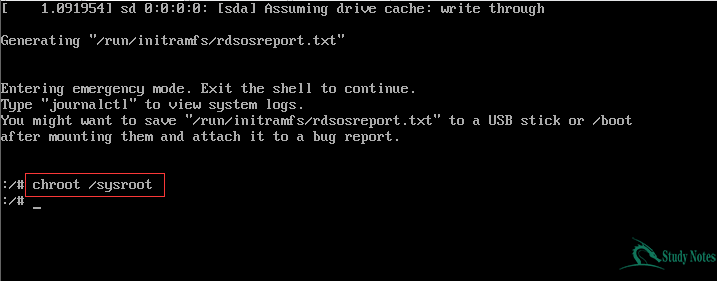 [    1.091954] sd 0:0:0:0: [sda] Assuming drive cache: write through
Generating "/run/initramfs/rdsosreport.txt"
Entering emergency mode. Exit the shell to continue.
Type "journalctl" to view system logs.
You might want to save "/run/initramfs/rdsosreport.txt" to a USB stick or /boot
after mounting them and attach it to a bug report.
:/# chroot /sysroot
:/# _
Study Notes